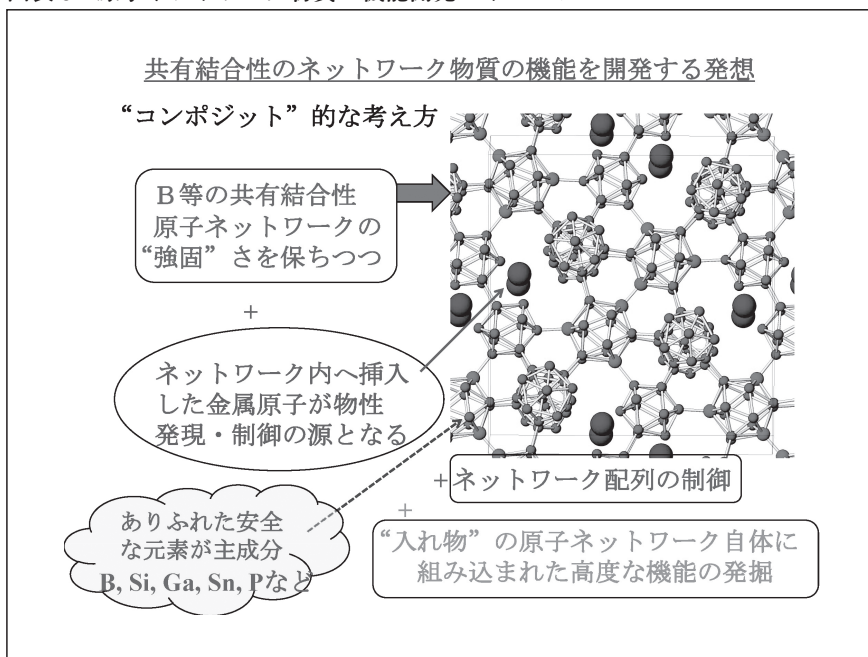 共有結合性のネットワーク物質の機能を開発する発想
“コンポジット”的な考え方
B等の共有結合性
原子ネットワークの
“強固”さを保ちつつ
+
ネットワーク内へ挿入
した金属原子が物性
発現・制御の源となる
+ネットワーク配列の制御
+
ありふれた安全
な元素が主成分
B, Si, Ga, Sn, Pなど
“入れ物”の原子ネットワーク自体に
組み込まれた高度な機能の発掘